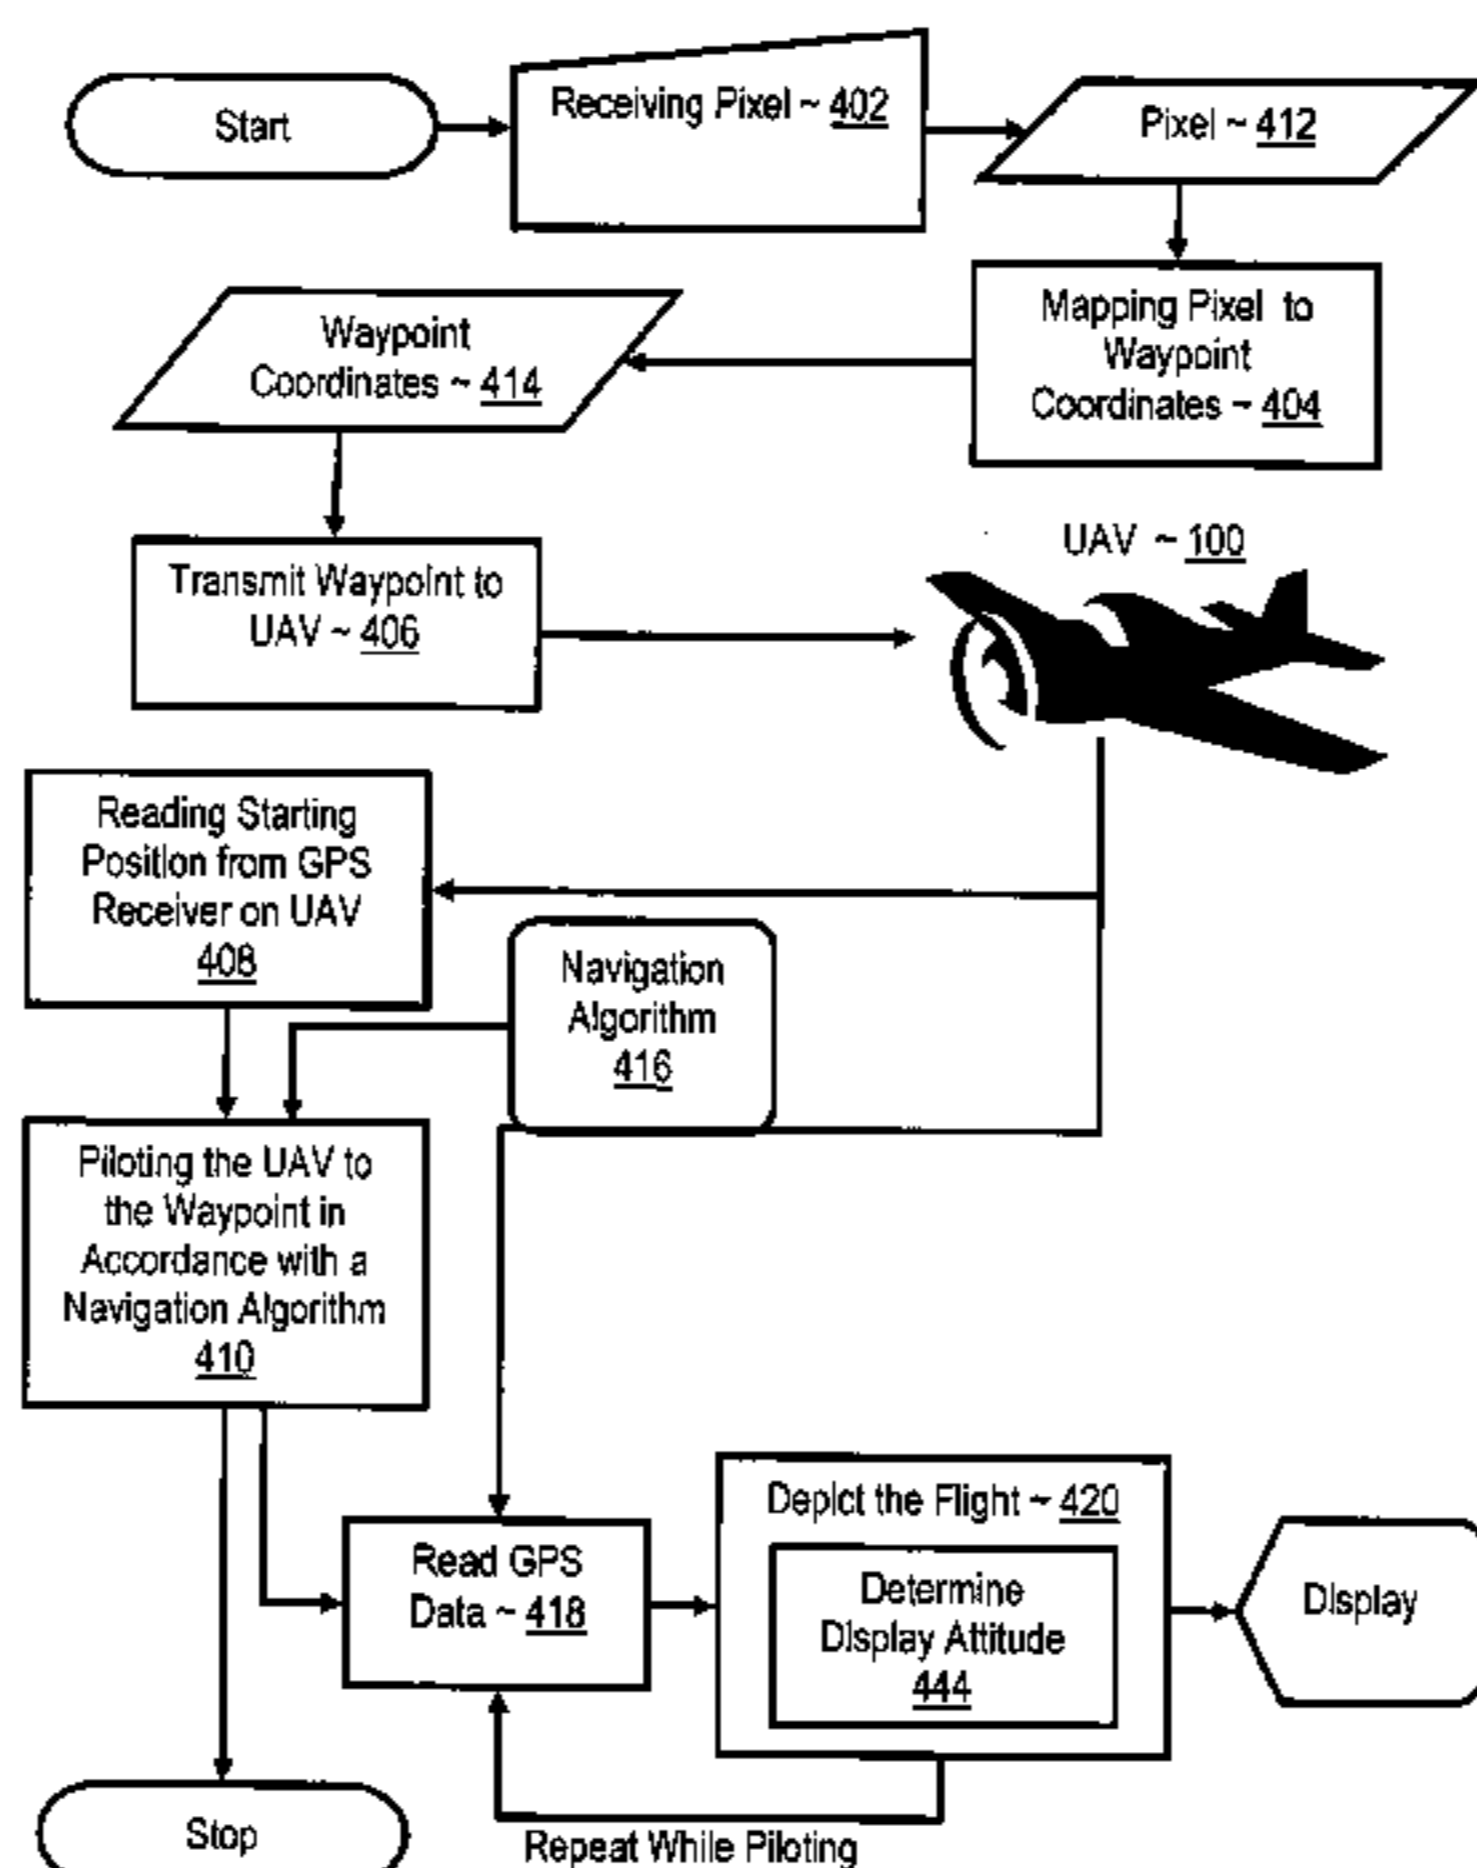 Start
Receiving Pixel ~ 402
Pixel ~ 412
Mapping Pixel to
Waypoint
Coordinates ~ 404
Waypoint
Coordinates ~ 414
Transmit Waypoint to
UAV ~ 406
UAV ~ 100
Reading Starting
Position from GPS
Receiver on UAV
408
Navigation
Algorithm
416
Piloting the UAV to
the Waypoint in
Accordance with a
Navigation Algorithm
410
Read GPS
Data ~ 418
Depict the Flight ~ 420
Determine
Display Attitude
444
Display
Stop
Repeat While Piloting